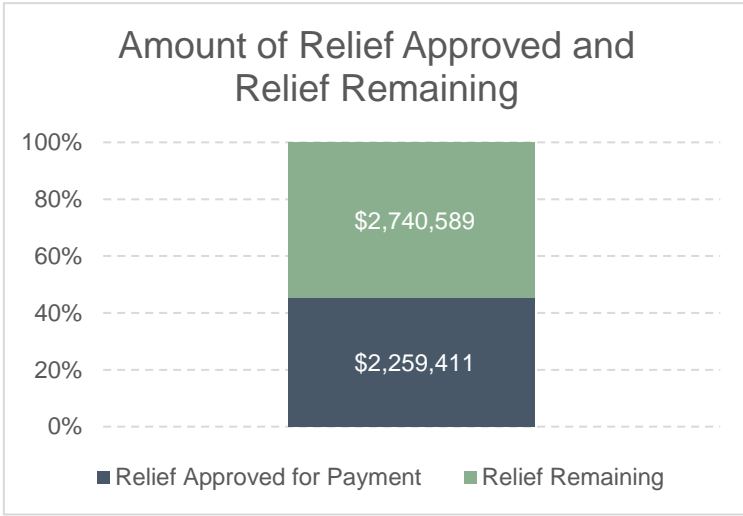 Amount of Relief Approved and
Relief Remaining
100%
80%
60%
40%
20%
0%
$2,740,589
$2,259,411
Relief Approved for Payment
Relief Remaining